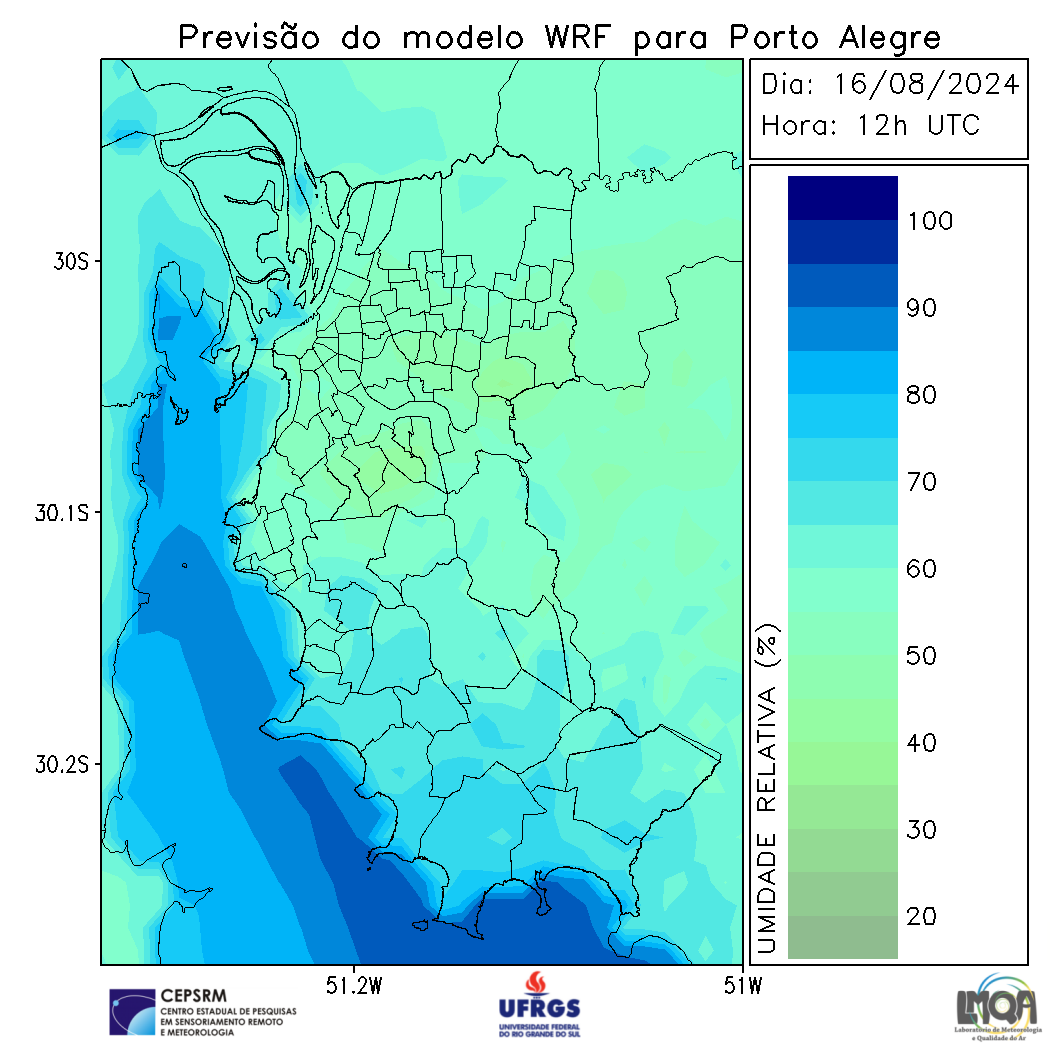 Previsão do modelo WRF para Porto Alegre
Dia: 16/08/2024
Hora: 12h UTC
30S
30.1S
30.2S
51.2W
51W
100
90
80
70
60
50
40
30
20
UMIDADE RELATIVA (%)
CEPSRM
CENTRO ESTADUAL DE PESQUISAS
EM SENSORIAMENTO REMOTO
E METEOROLOGIA
UFRGS
UNIVERSIDADE FEDERAL
DO RIO GRANDE DO SUL
LMQA
Laboratório de Meteorologia
e Qualidade do Ar